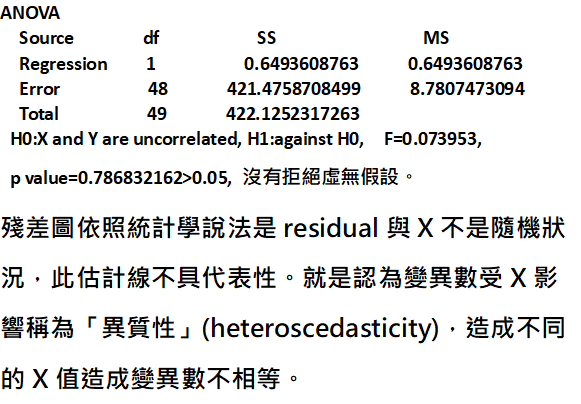 ANOVA
Source df SS MS
Regression 1 0.6493608763 0.6493608763
Error 48 421.4758708499 8.7807473094
Total 49 422.1252317263
H0:X and Y are uncorrelated, H1:against H0, F=0.073953,
p value=0.786832162>0.05, 沒有拒絕虛無假設。
殘差圖依照統計學說法是 residual 與 X 不是隨機狀
況，此估計線不具代表性。就是認為變異數受 X 影
響稱為「異質性」(heteroscedasticity)，造成不同
的 X 值造成變異數不相等。